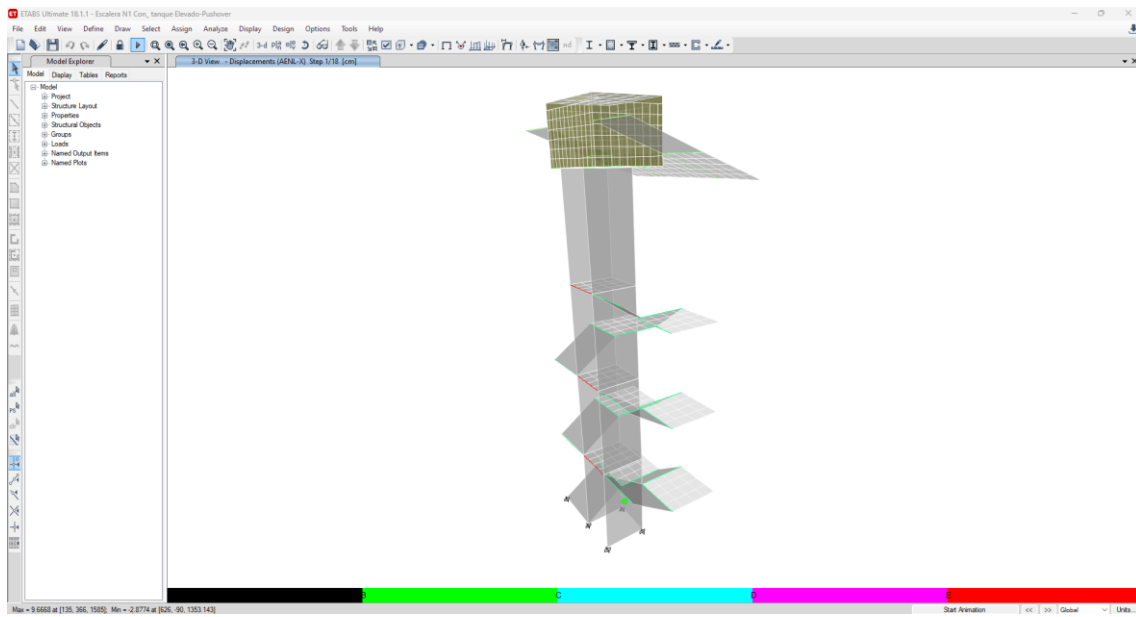 ETABS Ultimate 18.1.1 - Escalera N1 Con_ tanque Elevado-Pushover
File Edit View Define Draw Select Assign Analyze Display Design Options Tools Help
3-d
Model Explorer
3-D View - Displacements (AENL-X) Step 1/18 [cm]
Model Display Tables Reports
Model
Project
Structure Layout
Properties
Structural Objects
Groups
Loads
Named Output Items
Named Plots
B C D E
Max = 9.6668 at [135, 366, 1585]; Min = -2.8774 at [626, -90, 1353.143]
Start Animation << >> Global Units...